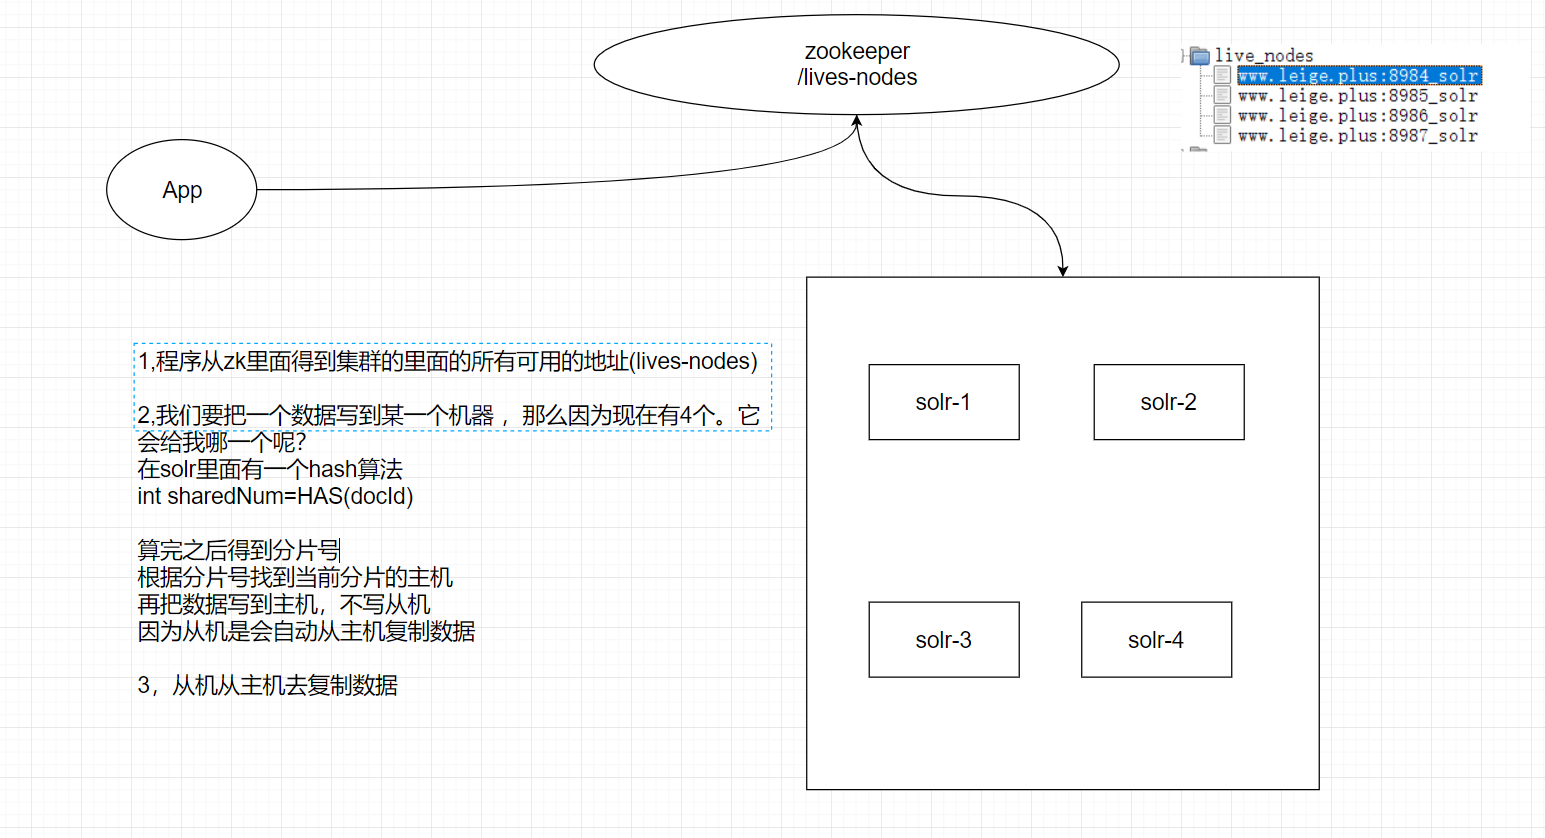 zookeeper
/lives-nodes
live_nodes
www.leige.plus:8984_solr
www.leige.plus:8985_solr
www.leige.plus:8986_solr
www.leige.plus:8987_solr
App
1,程序从zk里面得到集群的里面的所有可用的地址(lives-nodes)
2,我们要把一个数据写到某一个机器 ，那么因为现在有4个。它
会给我哪一个呢？
在solr里面有一个hash算法
int sharedNum=HAS(docId)
算完之后得到分片号
根据分片号找到当前分片的主机
再把数据写到主机，不写从机
因为从机是会自动从主机复制数据
3，从机从主机去复制数据
solr-1
solr-2
solr-3
solr-4